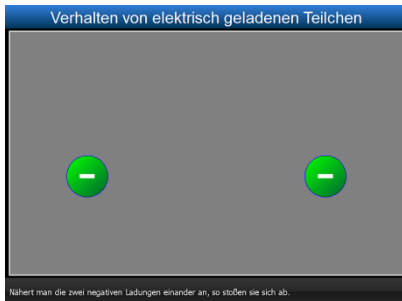 Verhalten von elektrisch geladenen Teilchen
− −
Nähert man die zwei negativen Ladungen einander an, so stoßen sie sich ab.